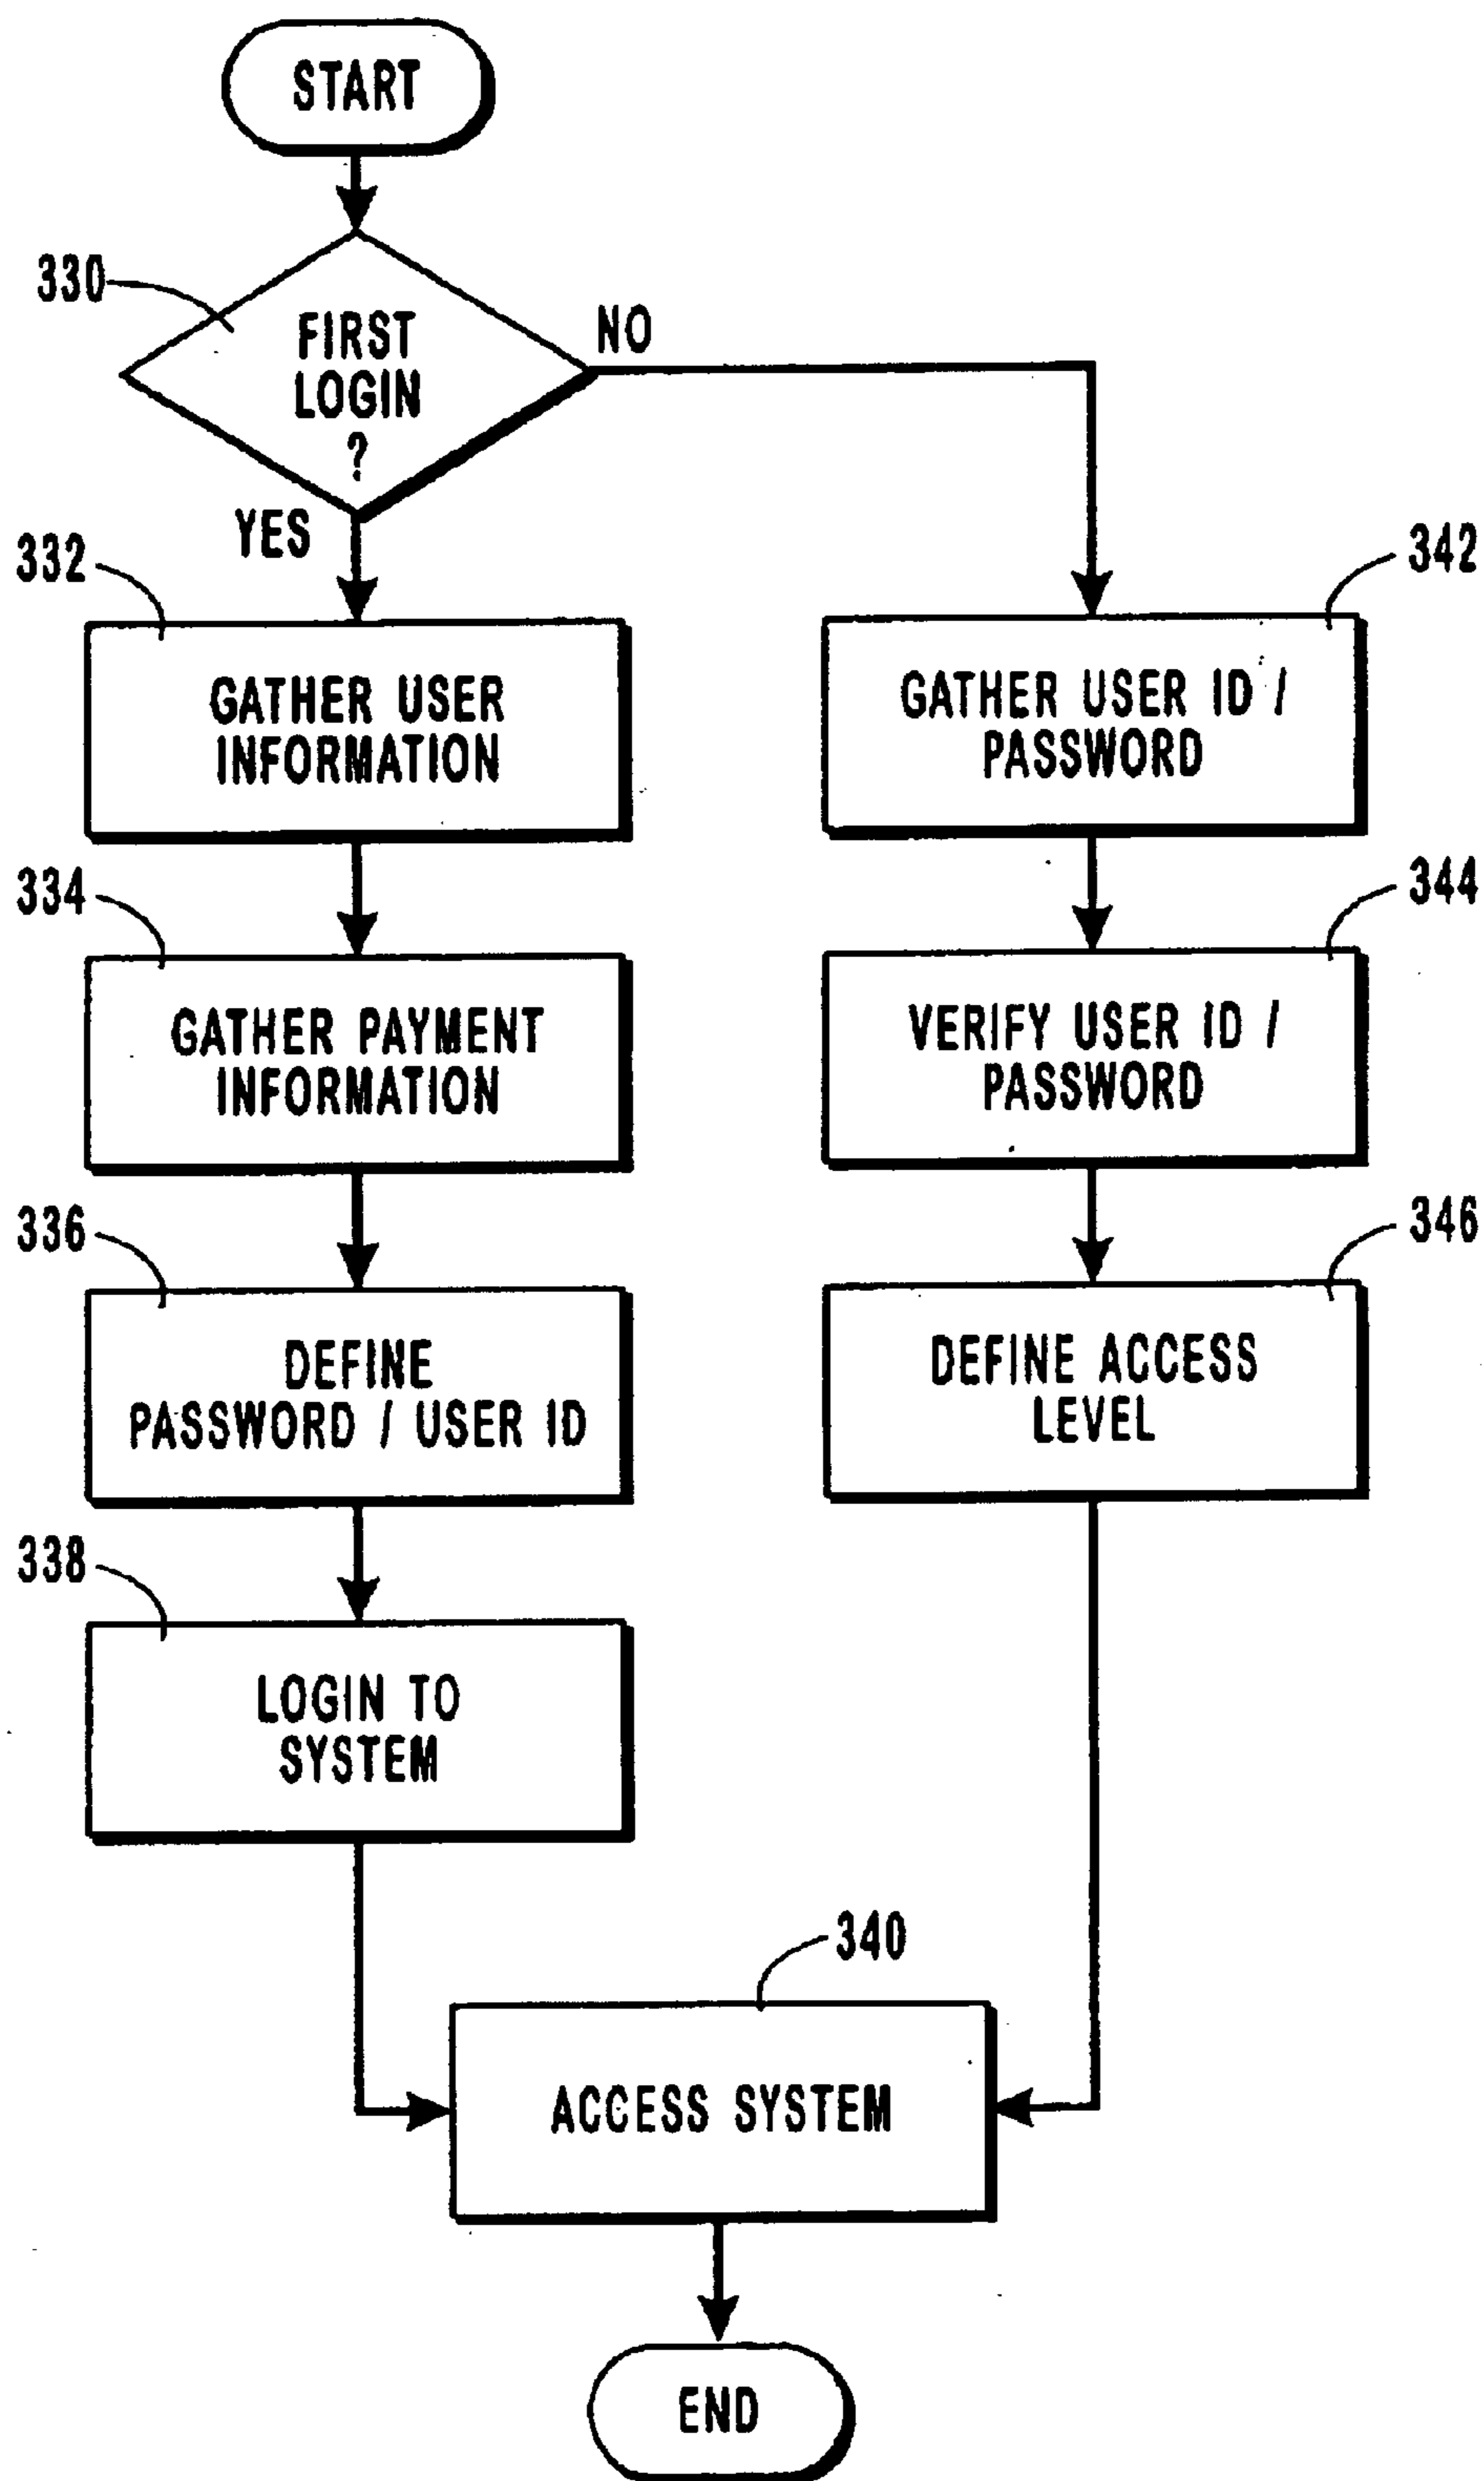 START
330
FIRST
LOGIN
?
NO
YES
332
GATHER USER
INFORMATION
334
GATHER PAYMENT
INFORMATION
336
DEFINE
PASSWORD / USER ID
338
LOGIN TO
SYSTEM
342
GATHER USER ID /
PASSWORD
344
VERIFY USER ID /
PASSWORD
346
DEFINE ACCESS
LEVEL
340
ACCESS SYSTEM
END